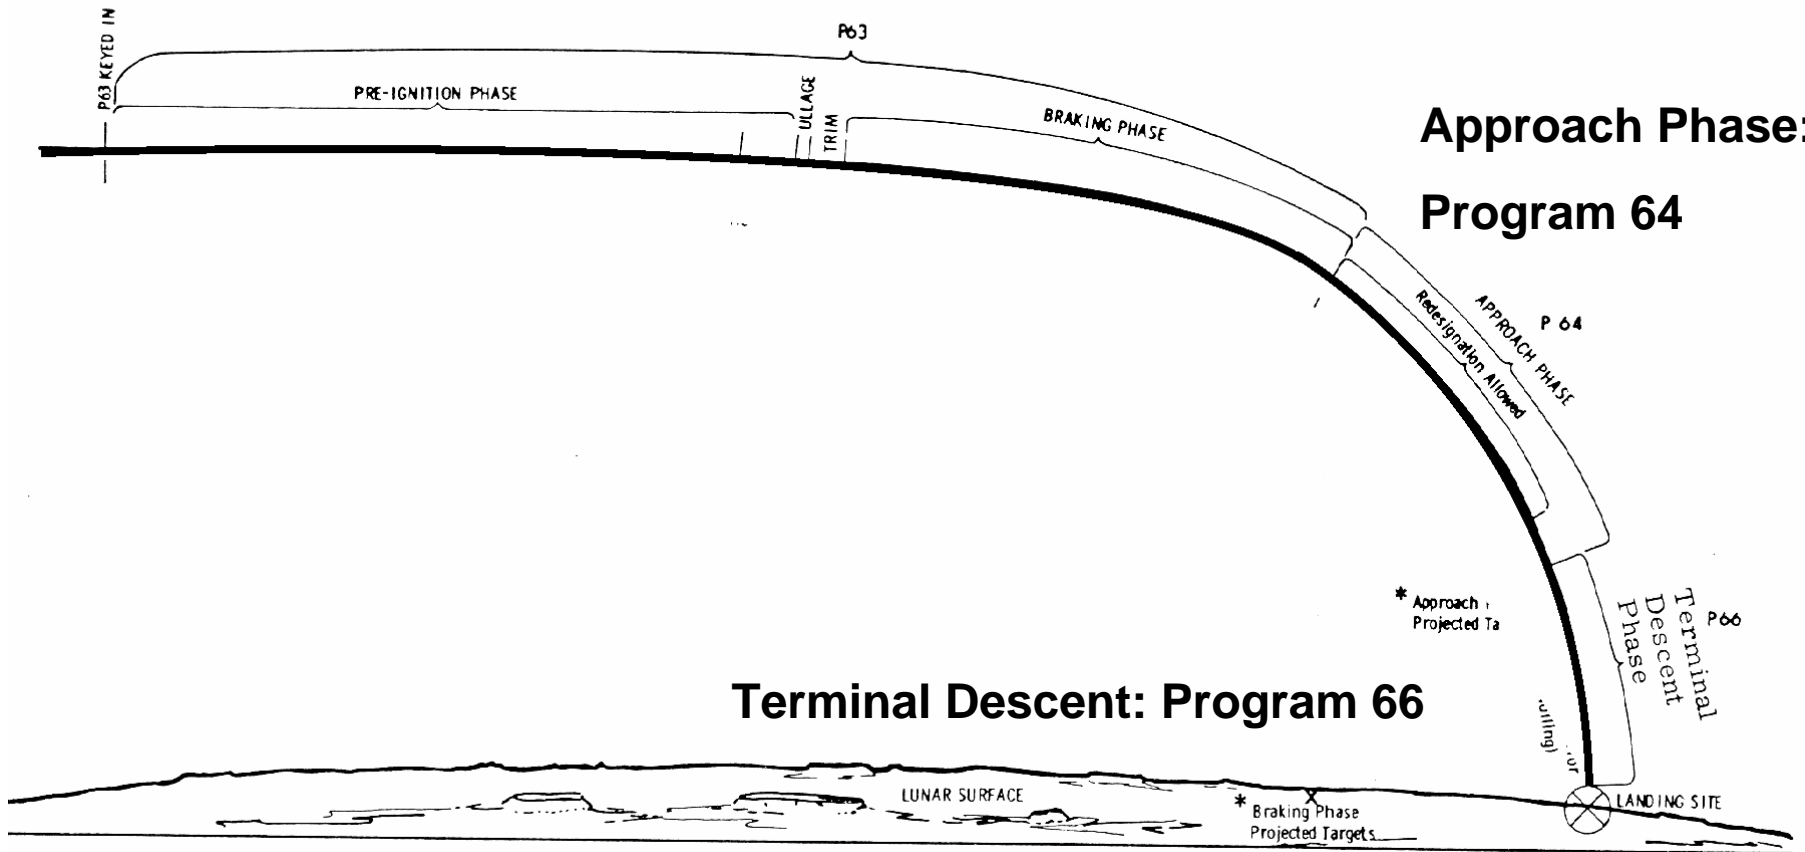 P63 KEYED IN
P63
PRE-IGNITION PHASE
ULLAGE
TRIM
BRAKING PHASE
Approach Phase:
Program 64
P 64
APPROACH PHASE
Redesignation Allowed
* Approach
Projected Ta
Terminal
Descent
Phase
P66
Terminal Descent: Program 66
LUNAR SURFACE
* Braking Phase
Projected Targets
X
LANDING SITE